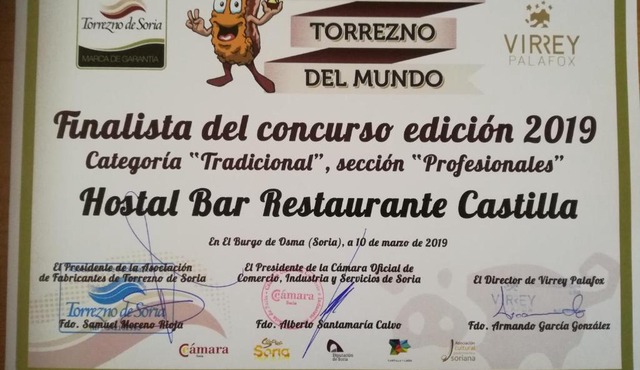 Torrezno de Soria
MARCA DE GARANTÍA
TORREZNO
DEL MUNDO
VIRREY
PALAFOX
Finalista del concurso edición 2019
Categoría "Tradicional", sección "Profesionales"
Hostal Bar Restaurante Castilla
En El Burgo de Osma (Soria), a 10 de marzo de 2019
El Presidente de la Asociación
de Fabricantes de Torrezno de Soria
El Presidente de la Cámara Oficial de
Comercio, Industria y Servicios de Soria
El Director de Virrey Palafox
Torrezno de Soria
Cámara
Soria
VIRREY
Fdo. Samuel Moreno Rioja
Fdo. Alberto Santamaría Calvo
Fdo. Armando García González
Cámara
Soria
Soria